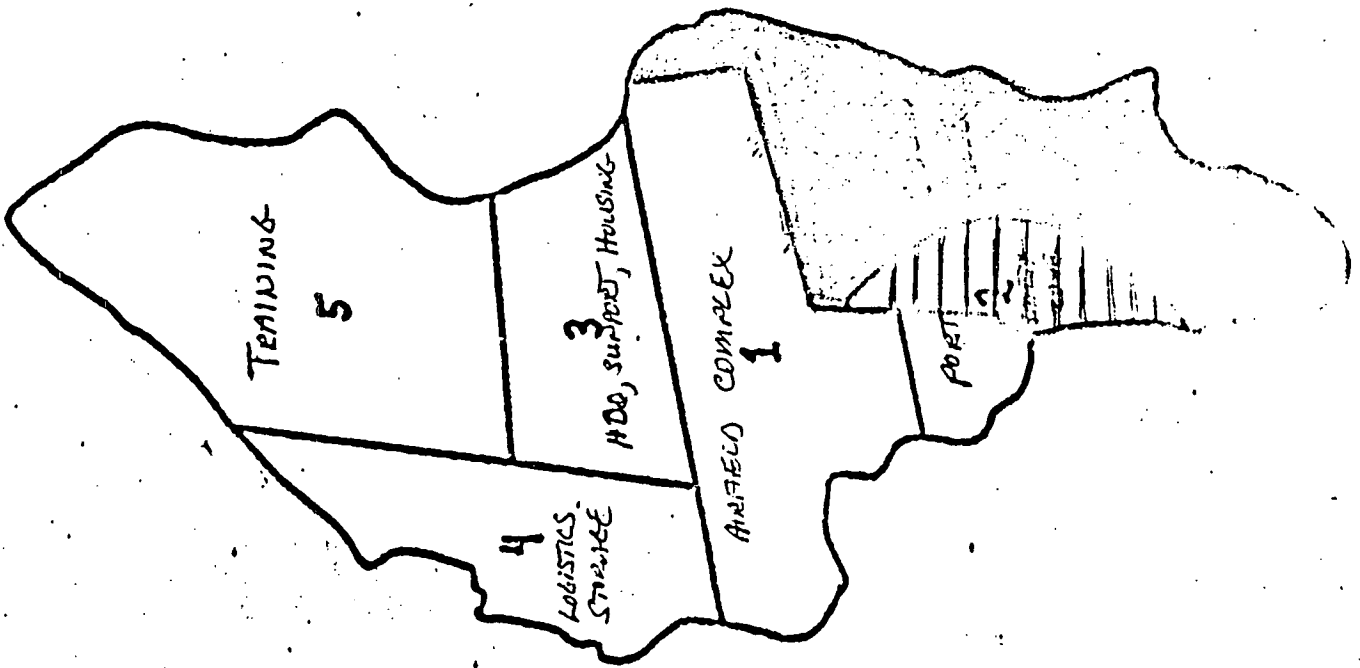 TRAINING
5
3
HDQ, SUPPORT, HOUSING
4
LOGISTICS.
STORAGE
AIRFIELD COMPLEX
1
PORT